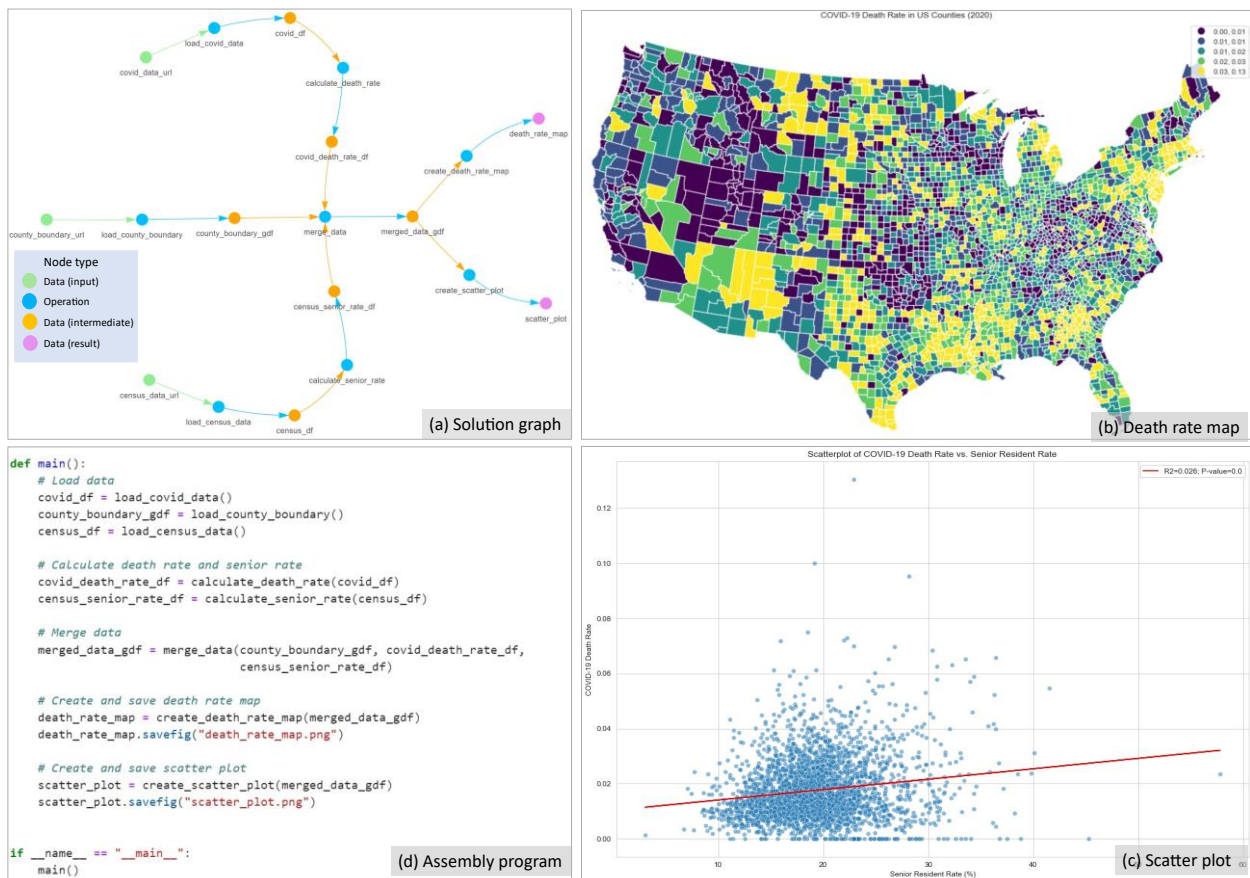 covid_df
load_covid_data
covid_data_url
calculate_death_rate
death_rate_map
covid_death_rate_df
create_death_rate_map
county_boundary_url
load_county_boundary
county_boundary_gdf
merge_data
merged_data_gdf
Node type
Data (input)
Operation
Data (intermediate)
Data (result)
create_scatter_plot
census_senior_rate_df
scatter_plot
calculate_senior_rate
census_data_url
load_census_data
census_df
(a) Solution graph
COVID-19 Death Rate in US Counties (2020)
0.00, 0.01
0.01, 0.01
0.01, 0.02
0.02, 0.03
0.03, 0.13
(b) Death rate map
def main():
# Load data
covid_df = load_covid_data()
county_boundary_gdf = load_county_boundary()
census_df = load_census_data()
# Calculate death rate and senior rate
covid_death_rate_df = calculate_death_rate(covid_df)
census_senior_rate_df = calculate_senior_rate(census_df)
# Merge data
merged_data_gdf = merge_data(county_boundary_gdf, covid_death_rate_df,
census_senior_rate_df)
# Create and save death rate map
death_rate_map = create_death_rate_map(merged_data_gdf)
death_rate_map.savefig("death_rate_map.png")
# Create and save scatter plot
scatter_plot = create_scatter_plot(merged_data_gdf)
scatter_plot.savefig("scatter_plot.png")
if __name__ == "__main__":
main()
(d) Assembly program
Scatterplot of COVID-19 Death Rate vs. Senior Resident Rate
R2=0.026; P-value=0.0
0.12
0.10
0.08
0.06
0.04
0.02
0.00
COVID-19 Death Rate
10
20
30
40
60
Senior Resident Rate (%)
(c) Scatter plot